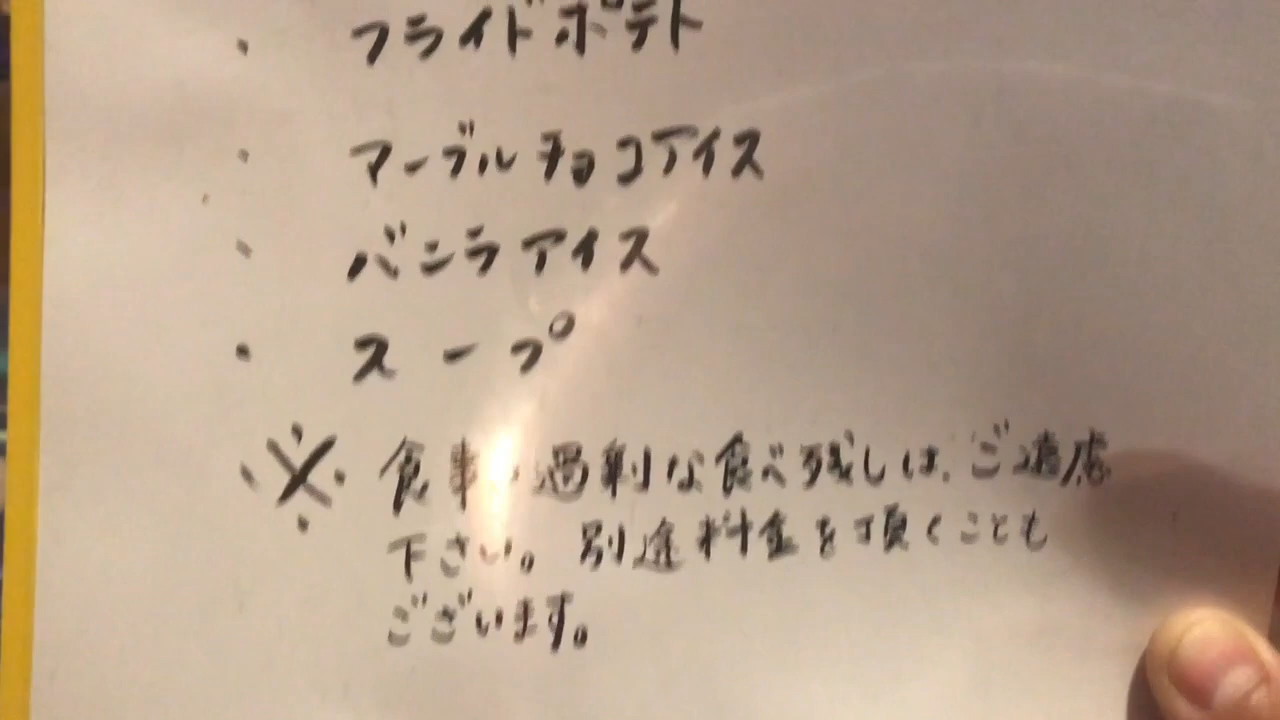 ・ フライドポテト
・ マーブルチョコアイス
・ バニラアイス
・ スープ
※ 食事の過剰な食べ残しは、ご遠慮
下さい。別途料金を頂くことも
ございます。